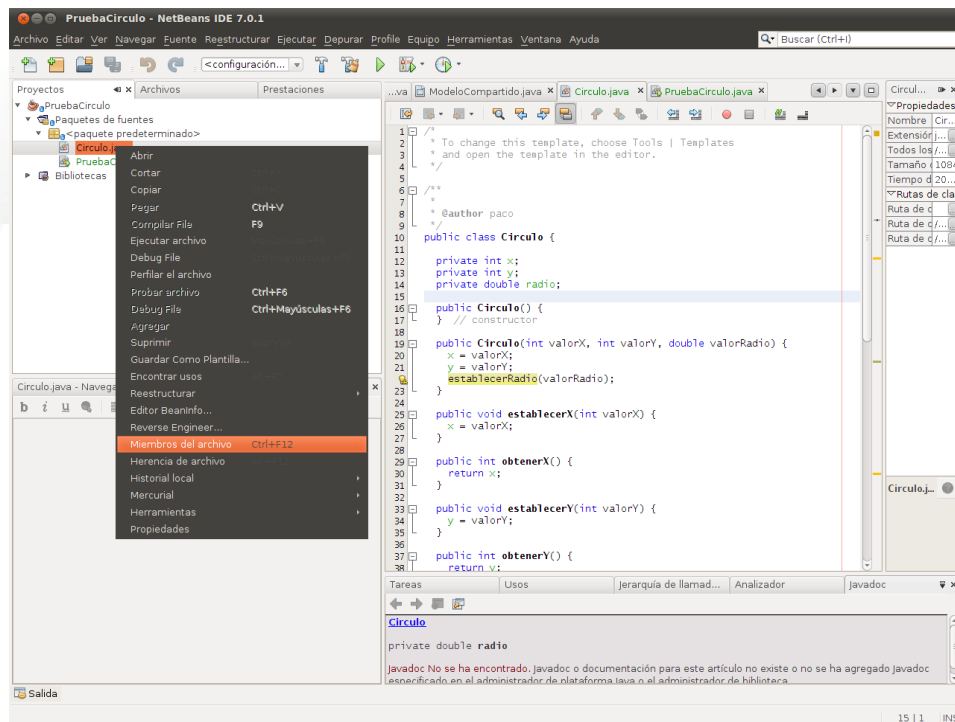 PruebaCirculo - NetBeans IDE 7.0.1
Archivo Editar Ver Navegar Fuente Reestructurar Ejecutar Depurar Profile Equipo Herramientas Ventana Ayuda
Buscar (Ctrl+I)
<configuración...
Proyectos Archivos Prestaciones
PruebaCirculo
Paquetes de fuentes
<paquete predeterminado>
Circulo.ja
PruebaC
Bibliotecas
Abrir
Cortar
Copiar
Pegar Ctrl+V
Compilar File F9
Ejecutar archivo
Debug File
Perfilar el archivo
Probar archivo Ctrl+F6
Debug File Ctrl+Mayúsculas+F6
Agregar
Suprimir
Guardar Como Plantilla...
Encontrar usos
Reestructurar
Editor BeanInfo...
Reverse Engineer...
Miembros del archivo Ctrl+F12
Herencia de archivo
Historial local
Mercurial
Herramientas
Propiedades
Circulo.java - Navega
b i u
...va ModeloCompartido.java Circulo.java PruebaCirculo.java
1 /*
2 * To change this template, choose Tools | Templates
3 * and open the template in the editor.
4 */
5
6 /**
7 *
8 * @author paco
9 */
10 public class Circulo {
11
12 private int x;
13 private int y;
14 private double radio;
15
16 public Circulo() {
17 } // constructor
18
19 public Circulo(int valorX, int valorY, double valorRadio) {
20 x = valorX;
21 y = valorY;
establecerRadio(valorRadio);
23 }
24
25 public void establecerX(int valorX) {
26 x = valorX;
27 }
28
29 public int obtenerX() {
30 return x;
31 }
32
33 public void establecerY(int valorY) {
34 y = valorY;
35 }
36
37 public int obtenerY() {
38 return y;
Circul...
Propiedades
Nombre Cir...
Extensión j...
Todos los /...
Tamaño ( 1084
Tiempo d 20...
Rutas de cla
Ruta de c
Ruta de c /...
Ruta de c /...
Circulo.j...
Tareas Usos Jerarquía de llamad... Analizador Javadoc
Circulo
private double radio
Javadoc No se ha encontrado. Javadoc o documentación para este artículo no existe o no se ha agregado Javadoc
especificado en el administrador de plataforma Java o el administrador de biblioteca.
Salida
15 | 1 INS